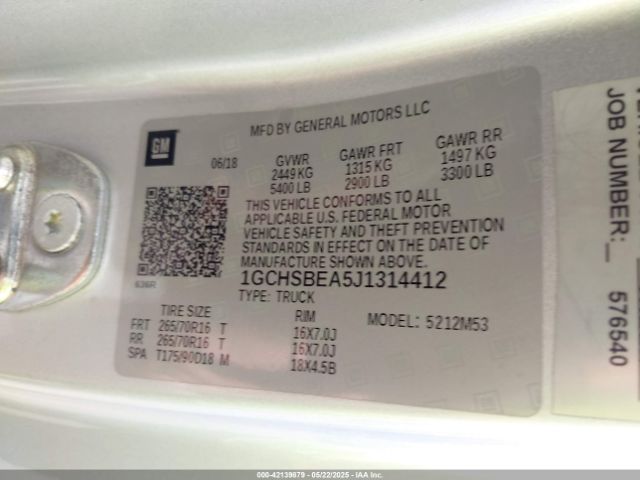 GM
MFD BY GENERAL MOTORS LLC
06/18 GVWR GAWR FRT GAWR RR
2449 KG 1315 KG 1497 KG
5400 LB 2900 LB 3300 LB
THIS VEHICLE CONFORMS TO ALL
APPLICABLE U.S. FEDERAL MOTOR
VEHICLE SAFETY AND THEFT PREVENTION
STANDARDS IN EFFECT ON THE DATE OF
MANUFACTURE SHOWN ABOVE.
636R
1GCHSBEA5J1314412
TYPE: TRUCK
TIRE SIZE RIM MODEL: 5212M53
FRT 265/70R16 T 16X7.0J
RR 265/70R16 T 16X7.0J
SPA T175/90D18 M 18X4.5B
JOB NUMBER:_ 576540
000-42139679 - 05/22/2025 - IAAI, Inc.